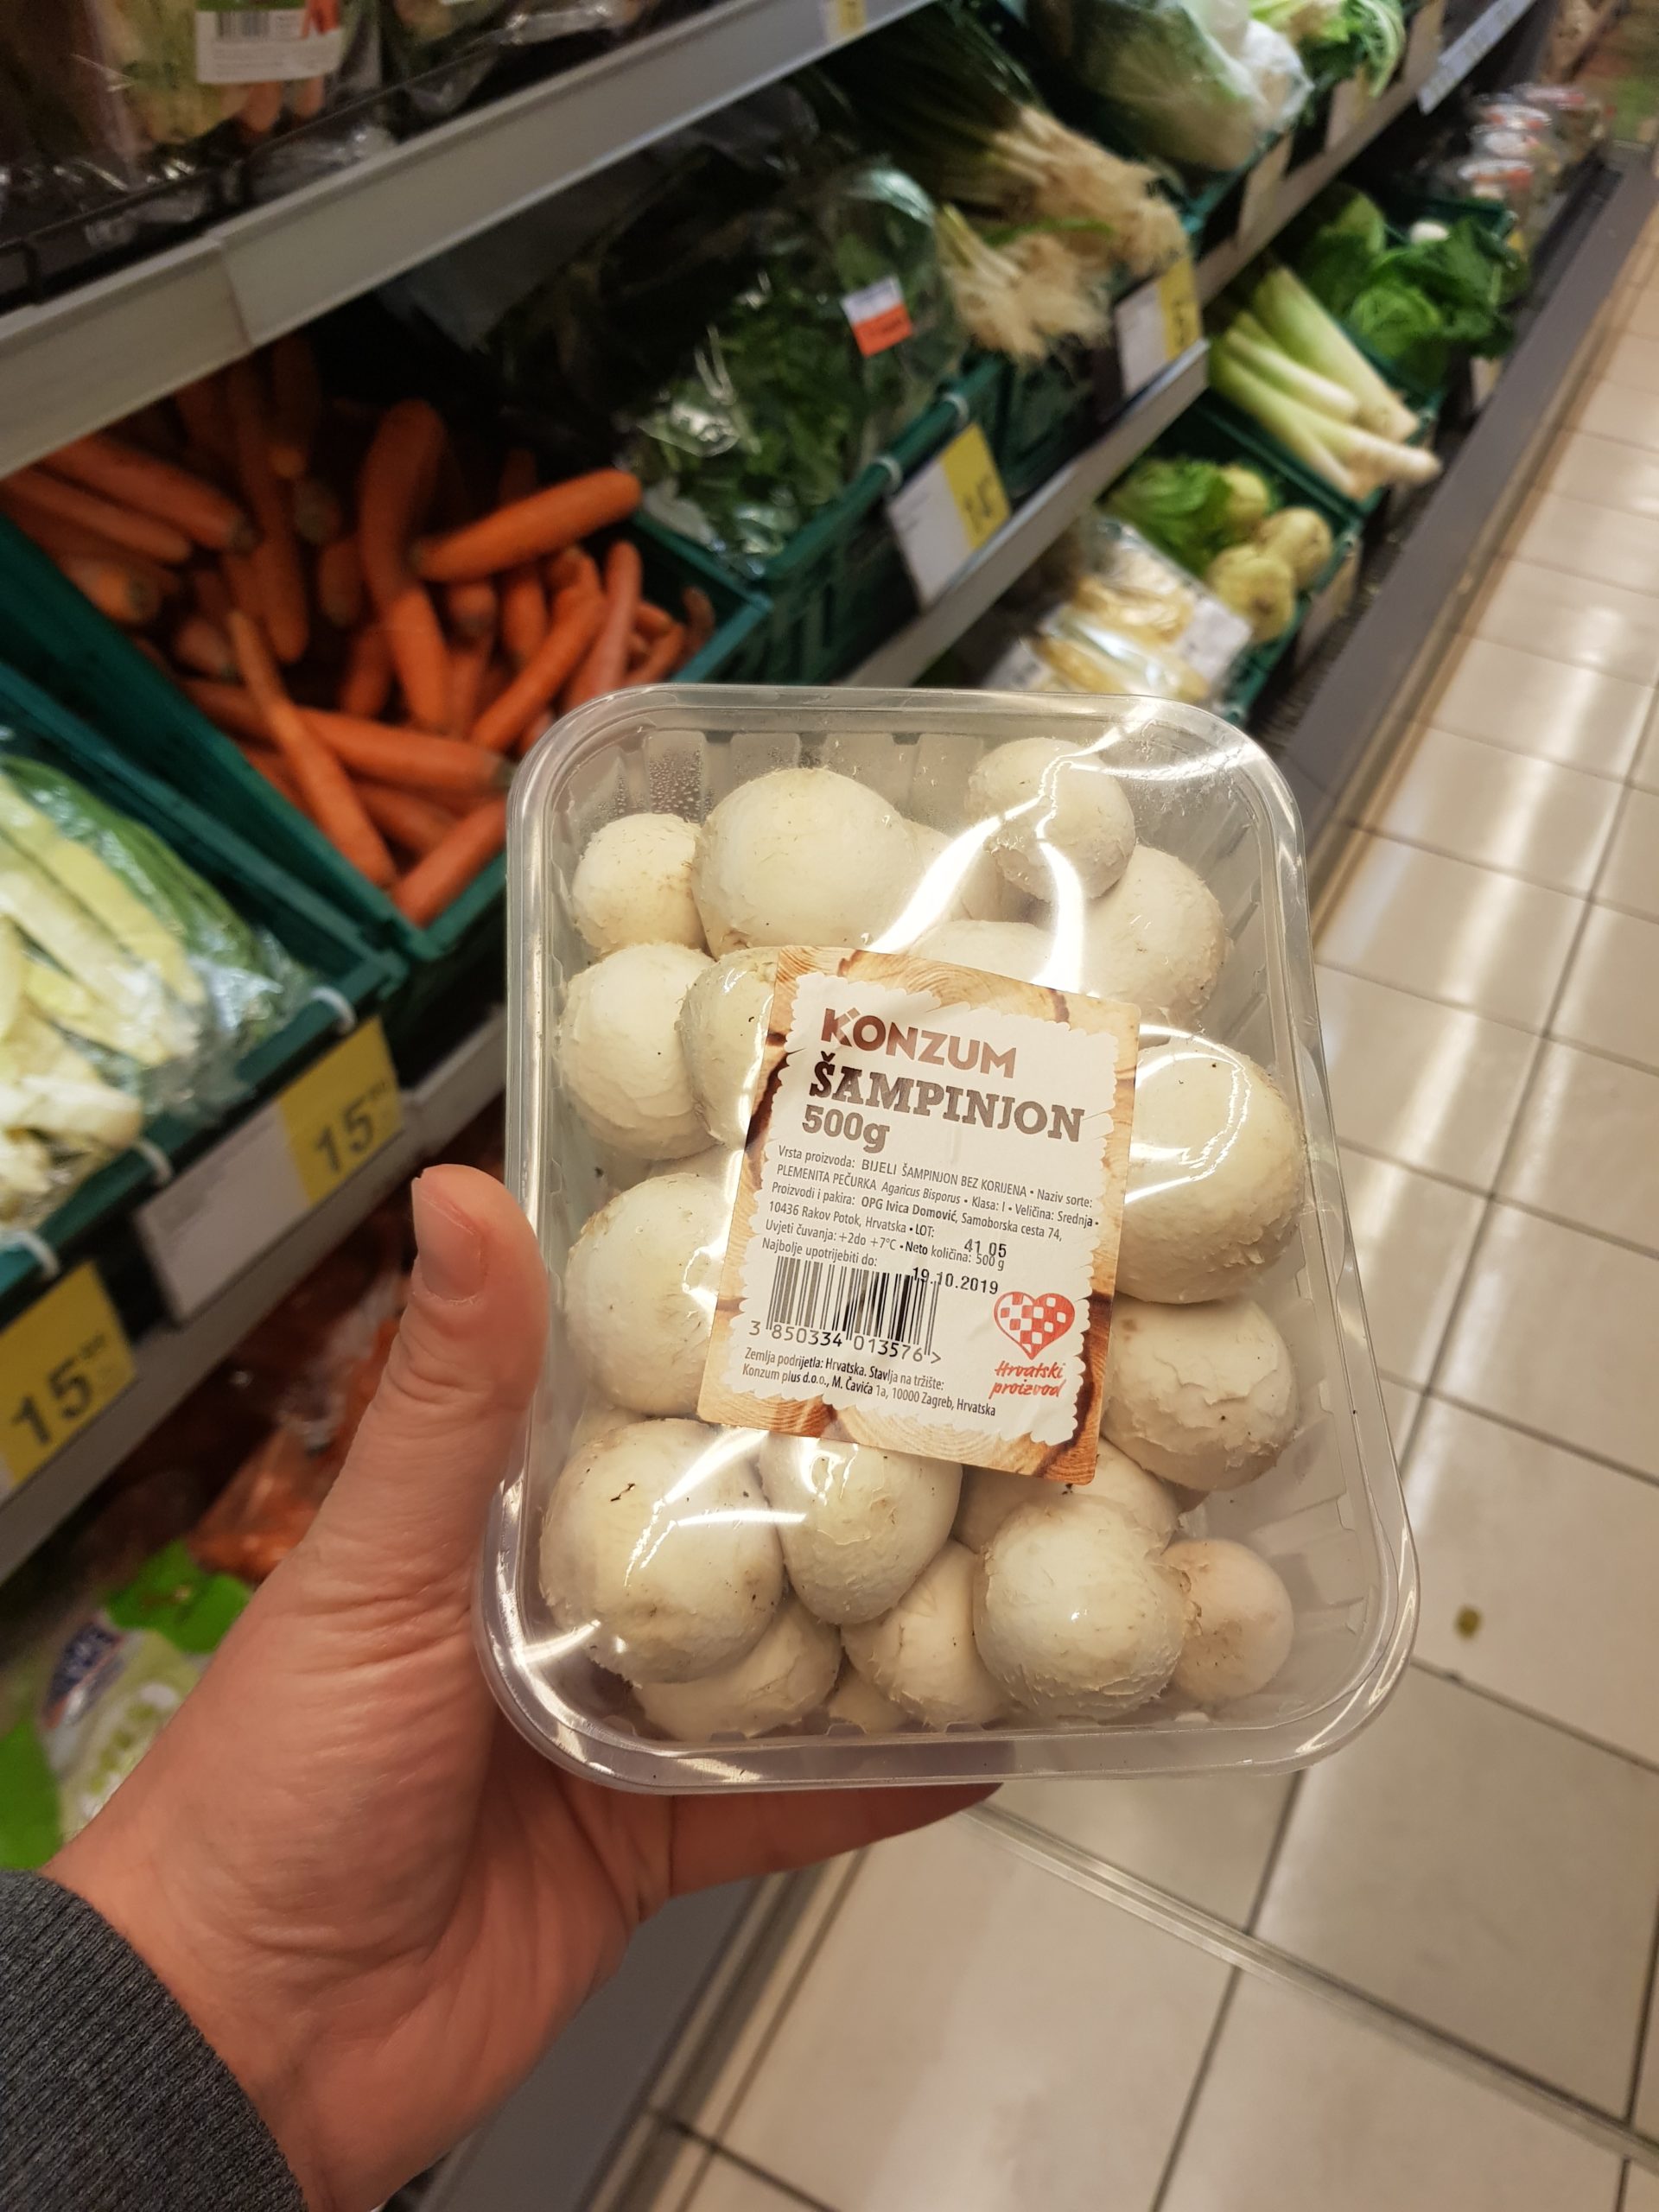 KONZUM
ŠAMPINJON
500g
Vrsta proizvoda: BIJELI ŠAMPINJON BEZ KORIJENA • Naziv sorte:
PLEMENITA PEČURKA Agaricus Bisporus • Klasa: I • Veličina: Srednja •
Proizvodi i pakira: OPG Ivica Domović, Samoborska cesta 74,
10436 Rakov Potok, Hrvatska • LOT: 41 05
Uvjeti čuvanja: +2do +7°C • Neto količina: 500 g
Najbolje upotrijebiti do: 19.10.2019
3 850334 013576 >
Hrvatski
proizvod
Zemlja podrijetla: Hrvatska. Stavlja na tržište:
Konzum plus d.o.o., M. Čavića 1a, 10000 Zagreb, Hrvatska
14
15
15